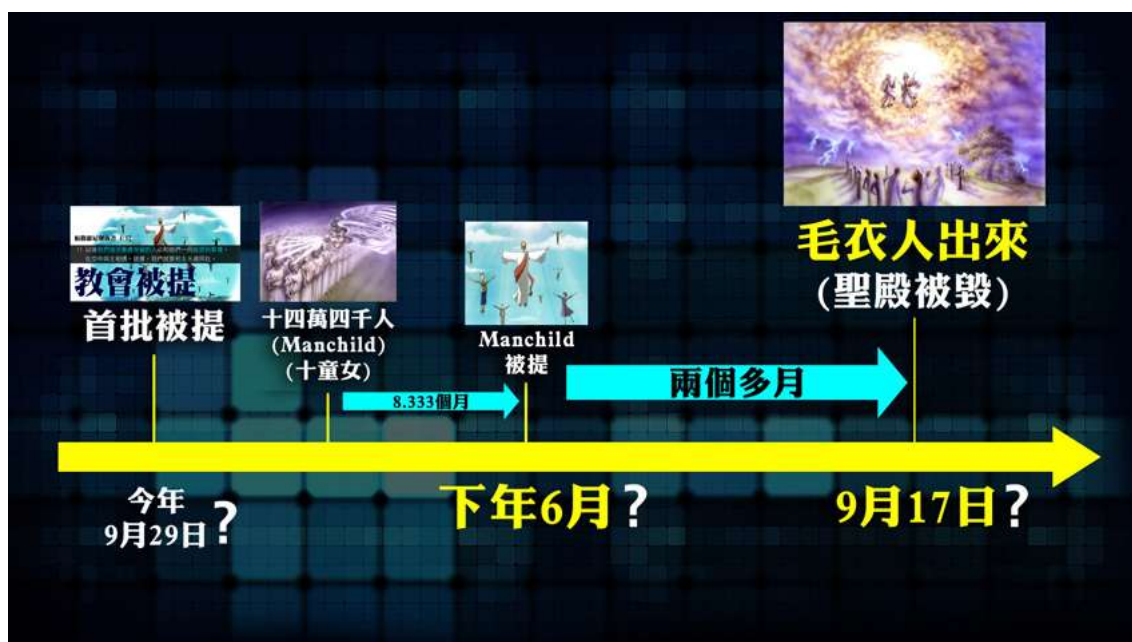 教會被提
首批被提
十四萬四千人
(Manchild)
(十童女)
8.333個月
Manchild
被提
兩個多月
毛衣人出來
(聖殿被毀)
今年
9月29日?
下年6月?
9月17日?